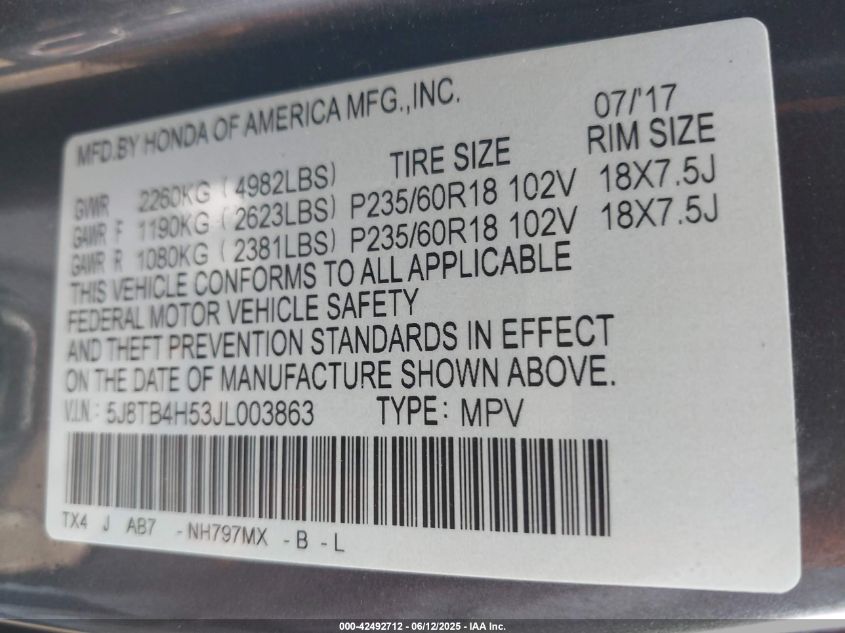 MFD.BY HONDA OF AMERICA MFG.,INC. 07/'17
GVWR 2260KG (4982LBS) TIRE SIZE RIM SIZE
GAWR F 1190KG (2623LBS) P235/60R18 102V 18X7.5J
GAWR R 1080KG (2381LBS) P235/60R18 102V 18X7.5J
THIS VEHICLE CONFORMS TO ALL APPLICABLE
FEDERAL MOTOR VEHICLE SAFETY
AND THEFT PREVENTION STANDARDS IN EFFECT
ON THE DATE OF MANUFACTURE SHOWN ABOVE.
V.I.N.: 5J8TB4H53JL003863 TYPE: MPV
TX4 J AB7 -NH797MX -B -L
000-42492712 - 06/12/2025 - IAA Inc.